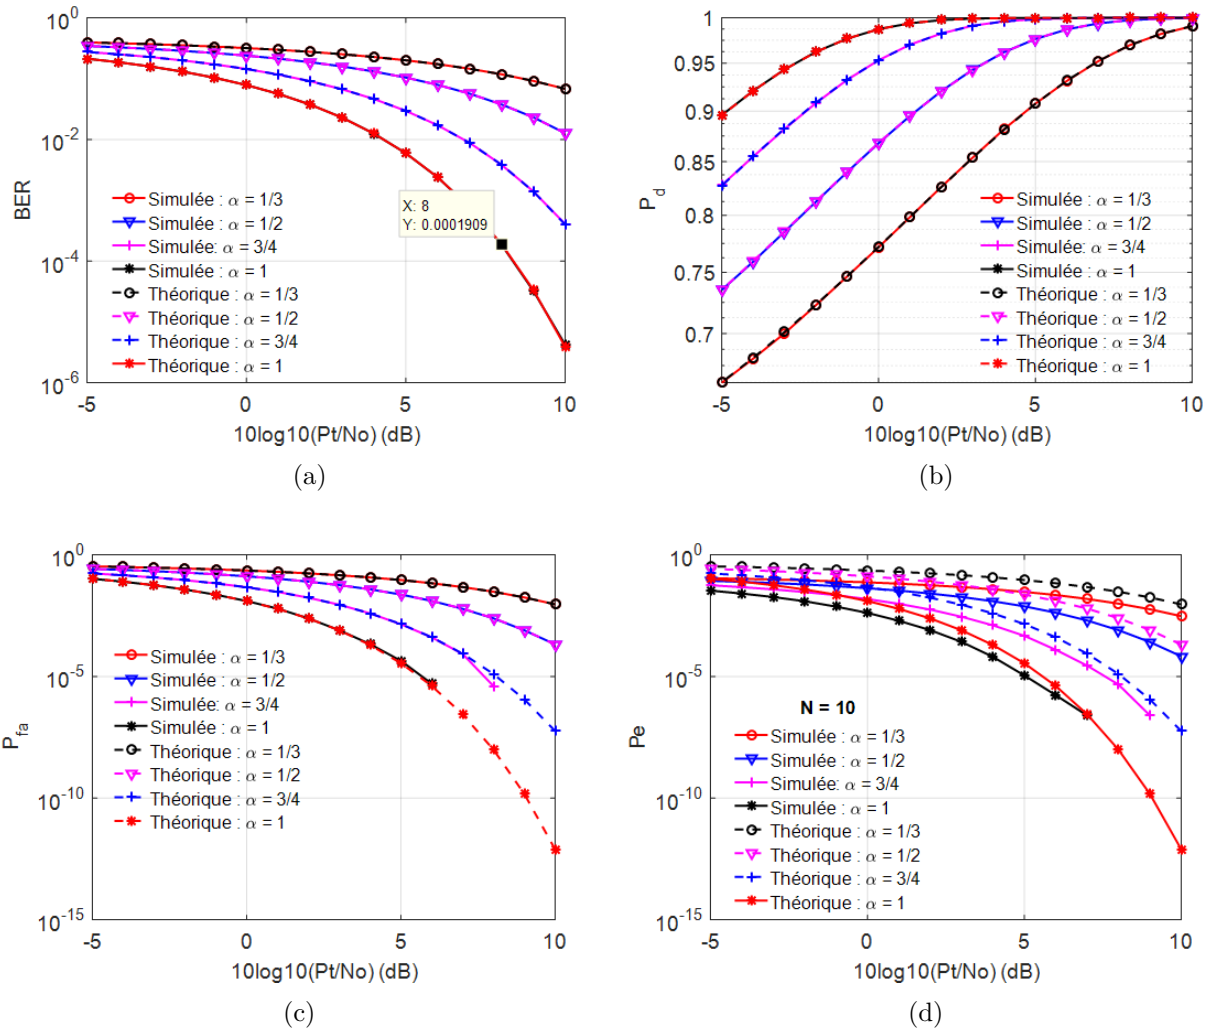 10^0
10^-2
10^-4
10^-6
BER
Simulée : α = 1/3
Simulée : α = 1/2
Simulée: α = 3/4
Simulée : α = 1
Théorique : α = 1/3
Théorique : α = 1/2
Théorique : α = 3/4
Théorique : α = 1
X: 8
Y: 0.0001909
-5 0 5 10
10log10(Pt/No) (dB)
(a)
1
0.95
0.9
0.85
0.8
0.75
0.7
P_d
Simulée : α = 1/3
Simulée : α = 1/2
Simulée : α = 3/4
Simulée : α = 1
Théorique : α = 1/3
Théorique : α = 1/2
Théorique : α = 3/4
Théorique : α = 1
-5 0 5 10
10log10(Pt/No) (dB)
(b)
10^0
10^-5
10^-10
10^-15
P_fa
Simulée : α = 1/3
Simulée : α = 1/2
Simulée: α = 3/4
Simulée : α = 1
Théorique : α = 1/3
Théorique : α = 1/2
Théorique : α = 3/4
Théorique : α = 1
-5 0 5 10
10log10(Pt/No) (dB)
(c)
10^0
10^-5
10^-10
10^-15
Pe
N = 10
Simulée : α = 1/3
Simulée : α = 1/2
Simulée: α = 3/4
Simulée : α = 1
Théorique : α = 1/3
Théorique : α = 1/2
Théorique : α = 3/4
Théorique : α = 1
-5 0 5 10
10log10(Pt/No) (dB)
(d)